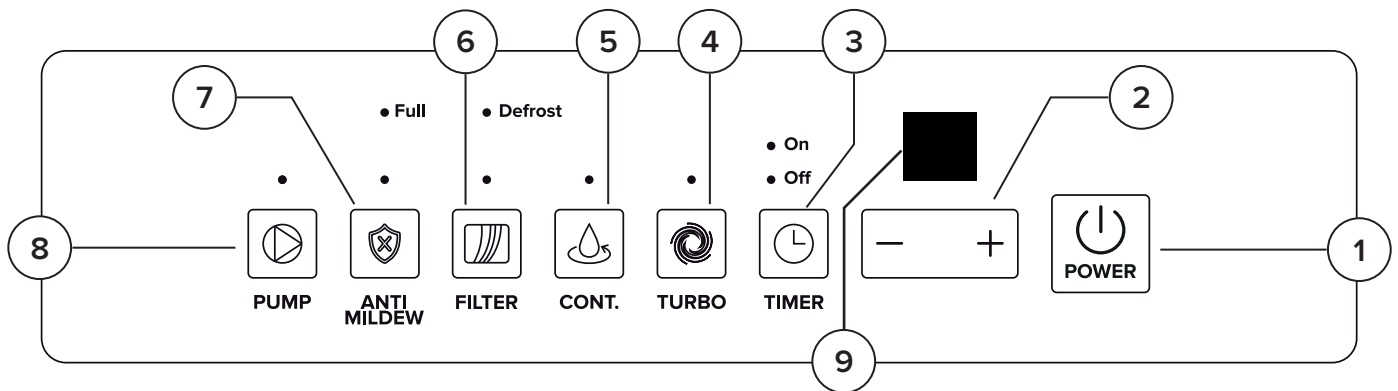 6
5
4
3
7
2
Full
Defrost
On
Off
8
1
POWER
PUMP
ANTI
MILDEW
FILTER
CONT.
TURBO
TIMER
9